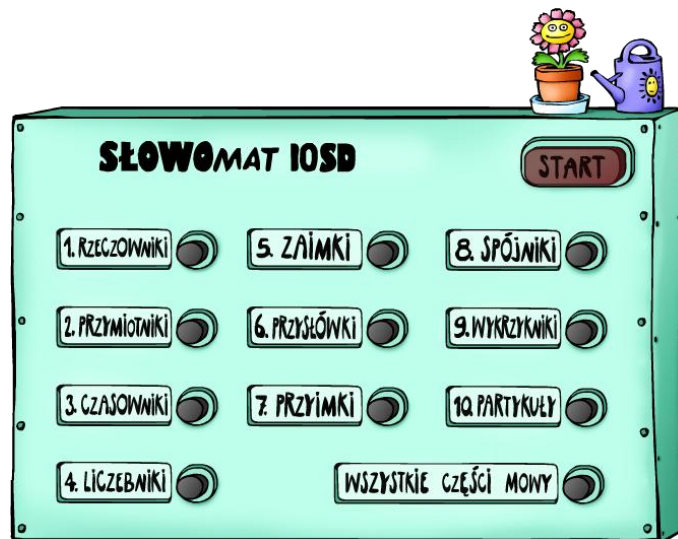 SŁOWOMAT 10SD
START
1. RZECZOWNIKI
2. PRZYMIOTNIKI
3. CZASOWNIKI
4. LICZEBNIKI
5. ZAIMKI
6. PRZYSŁÓWKI
7. PRZYIMKI
8. SPÓJNIKI
9. WYKRZYKNIKI
10. PARTYKUŁY
WSZYSTKIE CZĘŚCI MOWY